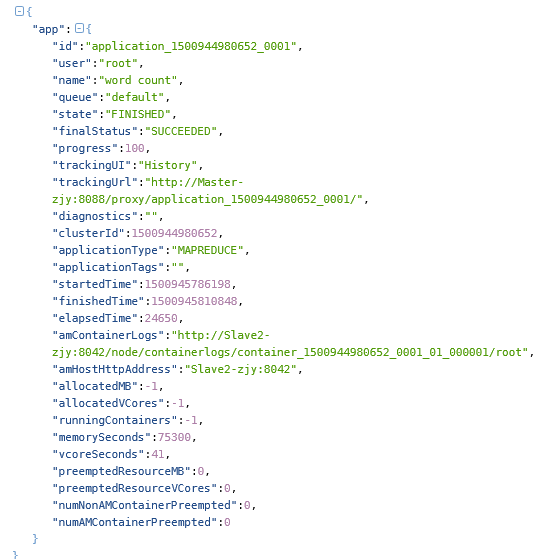 {
"app": {
"id":"application_1500944980652_0001",
"user":"root",
"name":"word count",
"queue":"default",
"state":"FINISHED",
"finalStatus":"SUCCEEDED",
"progress":100,
"trackingUI":"History",
"trackingUrl":"http://Master-
zjy:8088/proxy/application_1500944980652_0001/",
"diagnostics":"",
"clusterId":1500944980652,
"applicationType":"MAPREDUCE",
"applicationTags":"",
"startedTime":1500945786198,
"finishedTime":1500945810848,
"elapsedTime":24650,
"amContainerLogs":"http://Slave2-
zjy:8042/node/containerlogs/container_1500944980652_0001_01_000001/root",
"amHostHttpAddress":"Slave2-zjy:8042",
"allocatedMB":-1,
"allocatedVCores":-1,
"runningContainers":-1,
"memorySeconds":75300,
"vcoreSeconds":41,
"preemptedResourceMB":0,
"preemptedResourceVCores":0,
"numNonAMContainerPreempted":0,
"numAMContainerPreempted":0
}
}